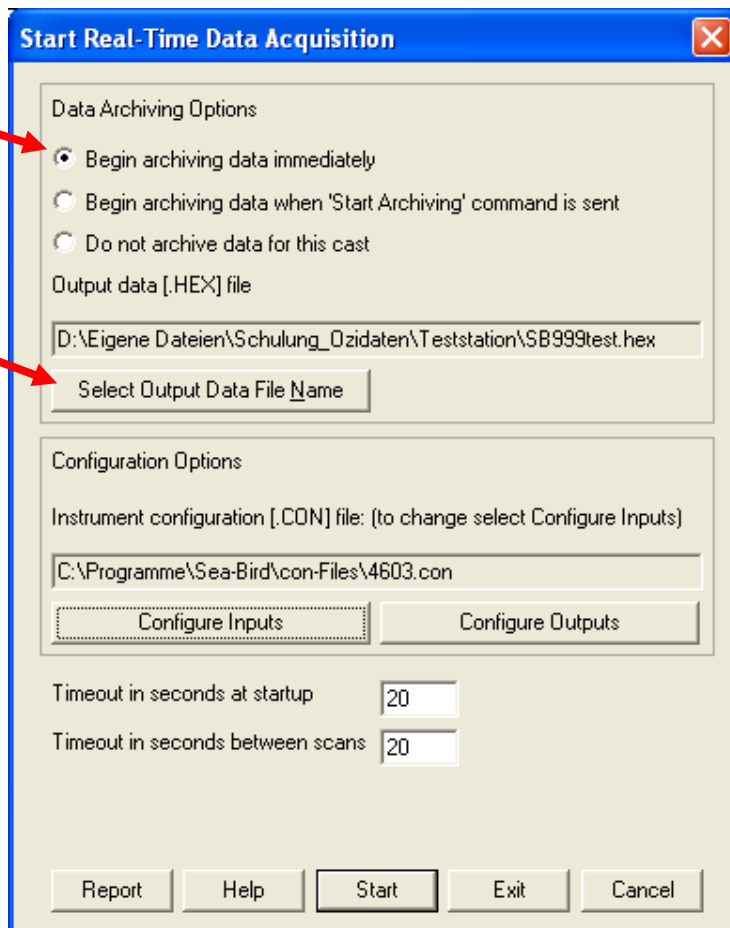 Start Real-Time Data Acquisition
Data Archiving Options
Begin archiving data immediately
Begin archiving data when 'Start Archiving' command is sent
Do not archive data for this cast
Output data [.HEX] file
D:\Eigene Dateien\Schulung_Ozidaten\Teststation\SB999test.hex
Select Output Data File Name
Configuration Options
Instrument configuration [.CON] file: (to change select Configure Inputs)
C:\Programme\Sea-Bird\con-Files\4603.con
Configure Inputs Configure Outputs
Timeout in seconds at startup 20
Timeout in seconds between scans 20
Report Help Start Exit Cancel